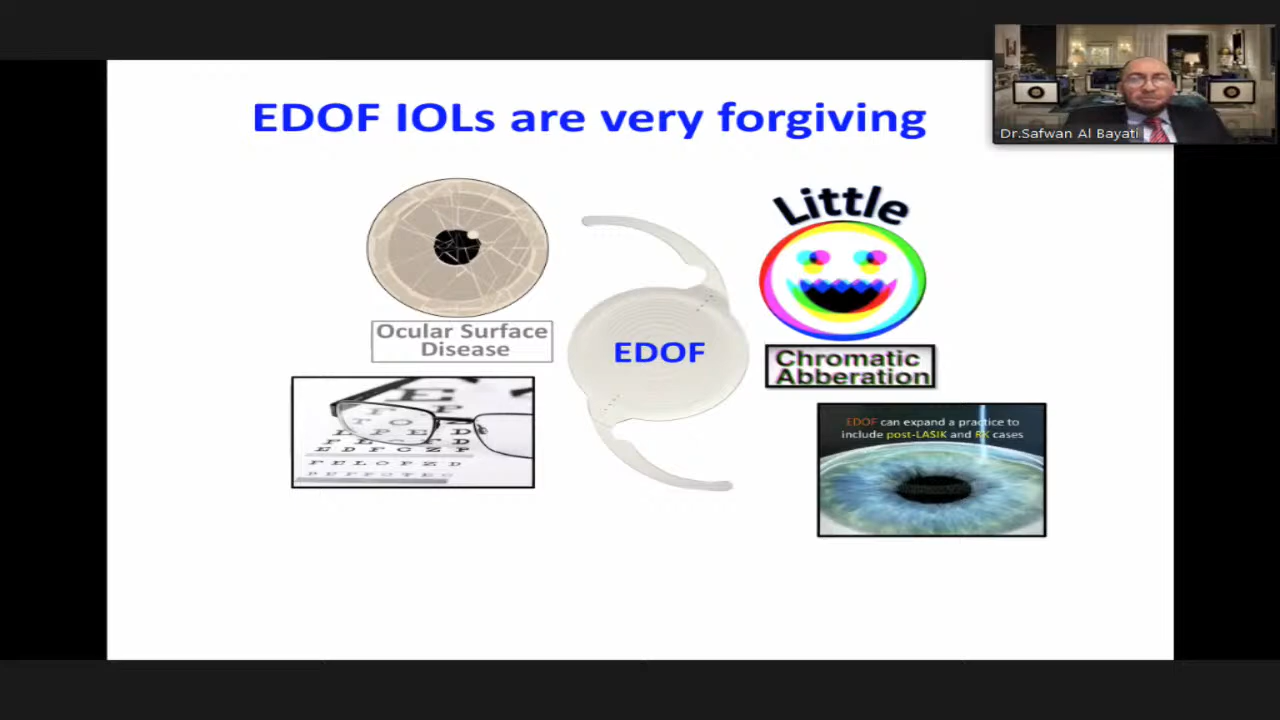 EDOF IOLs are very forgiving
Dr.Safwan Al Bayati
Little
Ocular Surface
Disease
EDOF
Chromatic
Abberation
EDOF can expand a practice to
include post-LASIK and RK cases
E
F P
T O
L P E D
P E C F D
E D F C Z P
F E L O P Z D
D E F P O T E C